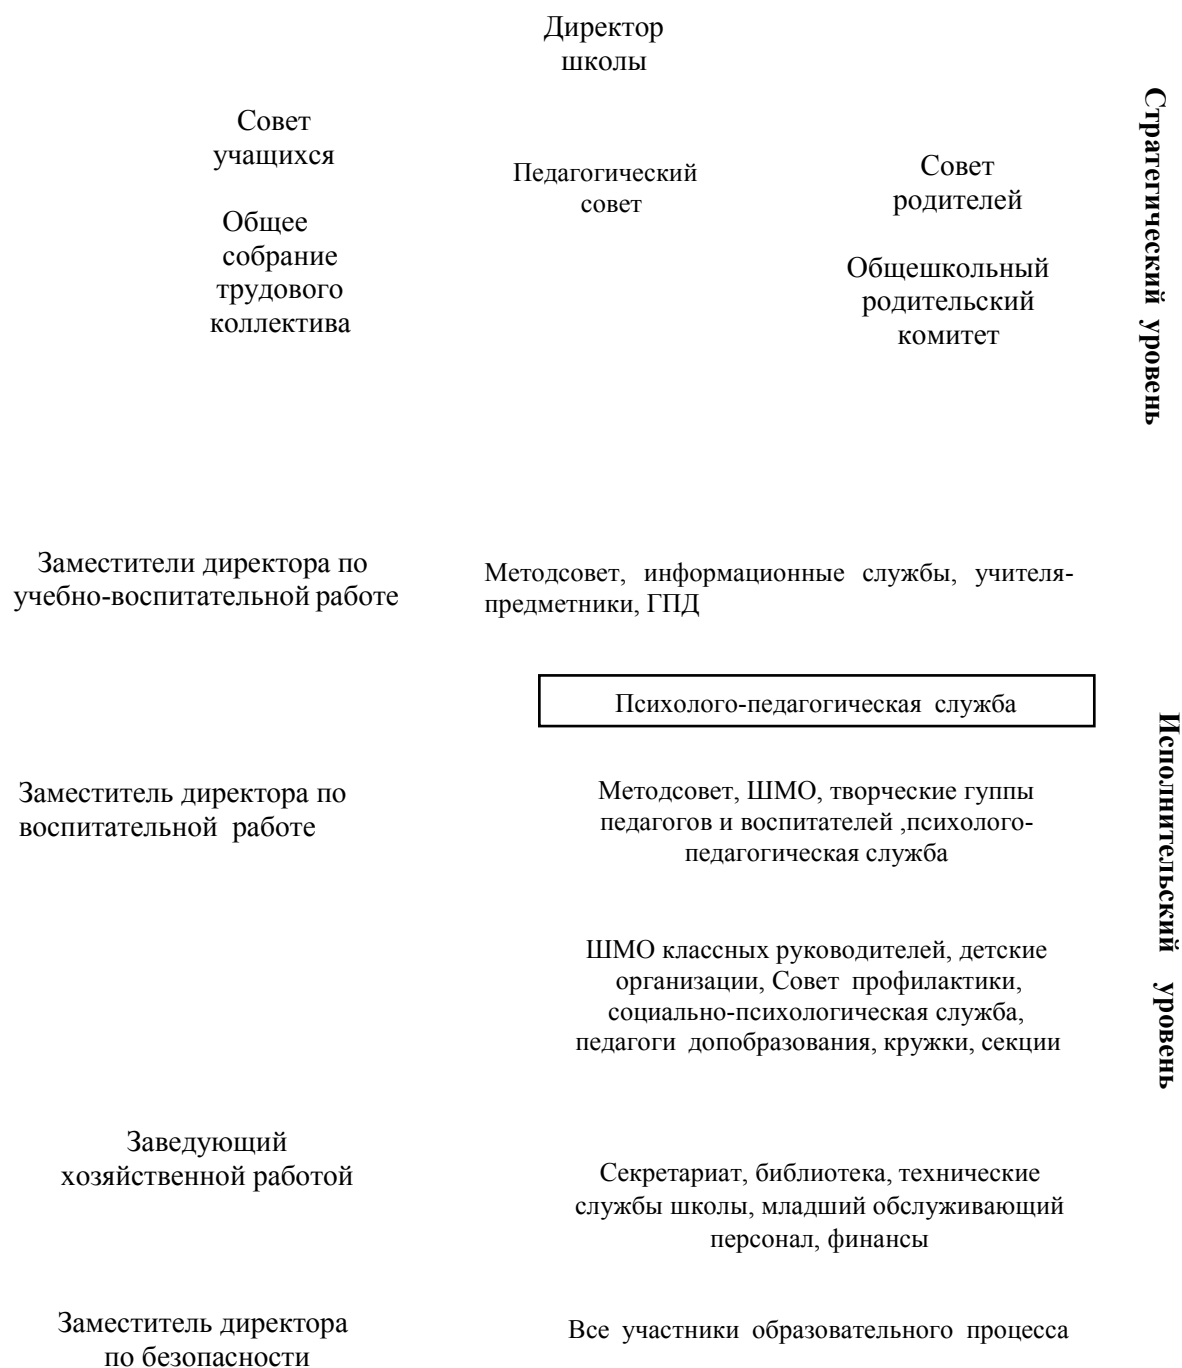 Директор
школы
Совет
учащихся
Общее
собрание
трудового
коллектива
Педагогический
совет
Совет
родителей
Общешкольный
родительский
комитет
Стратегический уровень
Заместители директора по
учебно-воспитательной работе
Методсовет, информационные службы, учителя-
предметники, ГПД
Психолого-педагогическая служба
Заместитель директора по
воспитательной работе
Методсовет, ШМО, творческие гуппы
педагогов и воспитателей ,психолого-
педагогическая служба
ШМО классных руководителей, детские
организации, Совет профилактики,
социально-психологическая служба,
педагоги допобразования, кружки, секции
Исполнительский уровень
Заведующий
хозяйственной работой
Секретариат, библиотека, технические
службы школы, младший обслуживающий
персонал, финансы
Заместитель директора
по безопасности
Все участники образовательного процесса